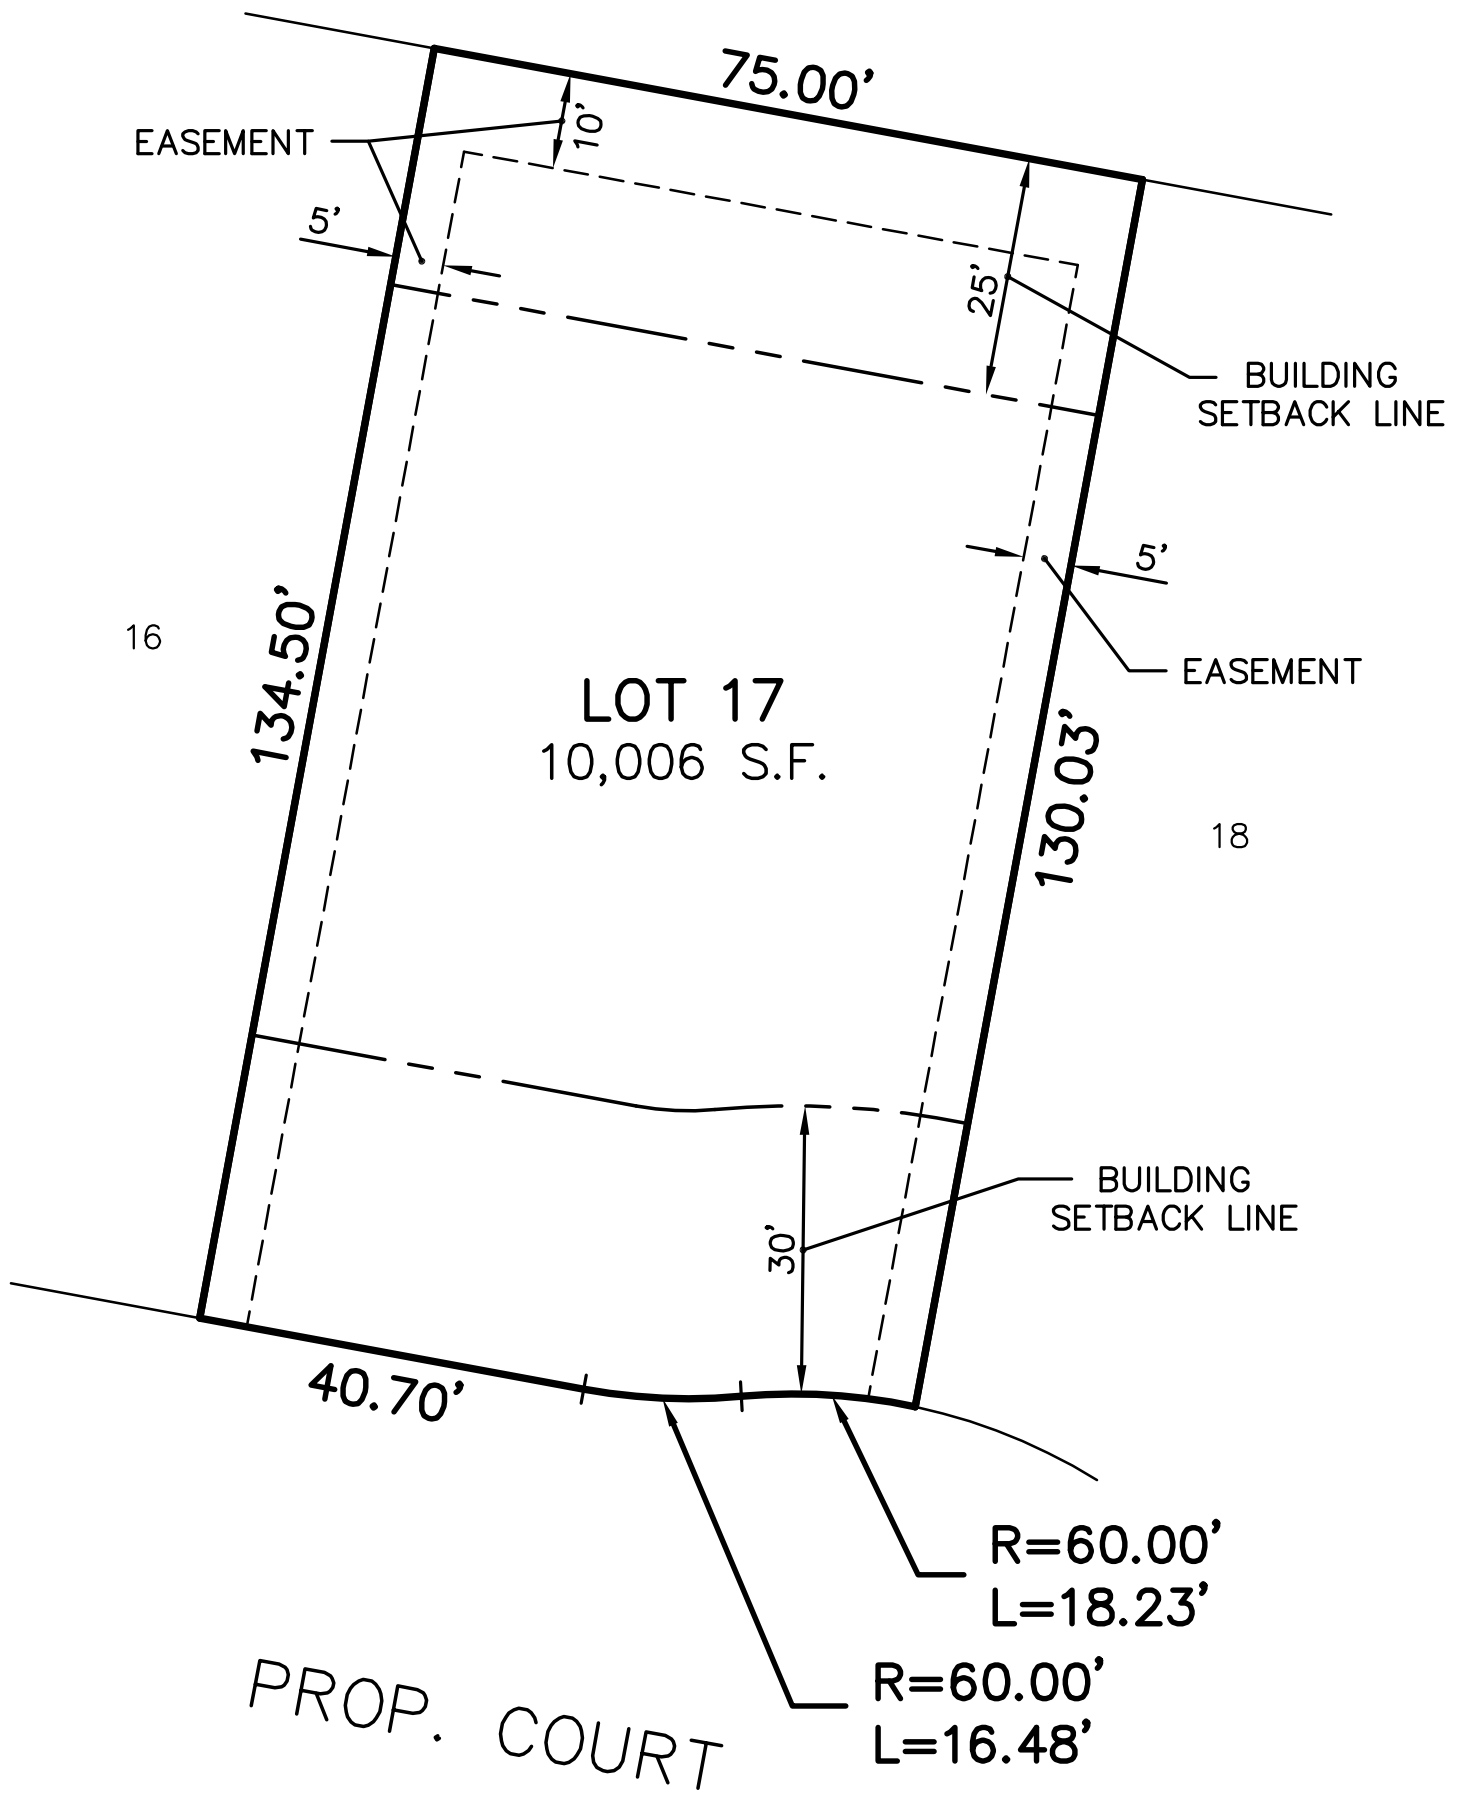 75.00'
EASEMENT
10'
5'
25'
BUILDING
SETBACK LINE
5'
EASEMENT
134.50'
16
LOT 17
10,006 S.F.
130.03'
18
BUILDING
SETBACK LINE
30'
40.70'
R=60.00'
L=18.23'
R=60.00'
L=16.48'
PROP. COURT